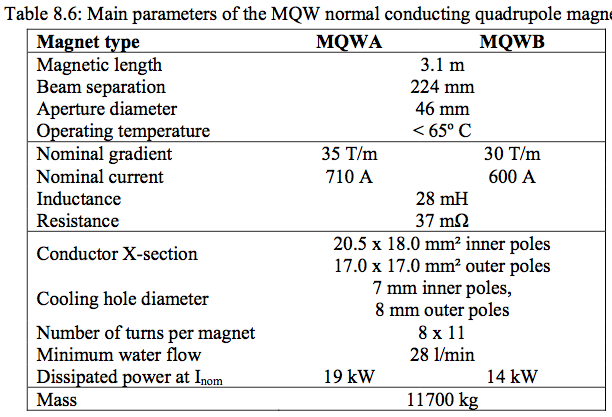 Table 8.6: Main parameters of the MQW normal conducting quadrupole
Magnet type MQWA MQWB
Magnetic length 3.1 m
Beam separation 224 mm
Aperture diameter 46 mm
Operating temperature < 65º C
Nominal gradient 35 T/m 30 T/m
Nominal current 710 A 600 A
Inductance 28 mH
Resistance 37 mΩ
Conductor X-section 20.5 x 18.0 mm² inner poles
17.0 x 17.0 mm² outer poles
Cooling hole diameter 7 mm inner poles,
8 mm outer poles
Number of turns per magnet 8 x 11
Minimum water flow 28 l/min
Dissipated power at Inom 19 kW 14 kW
Mass 11700 kg